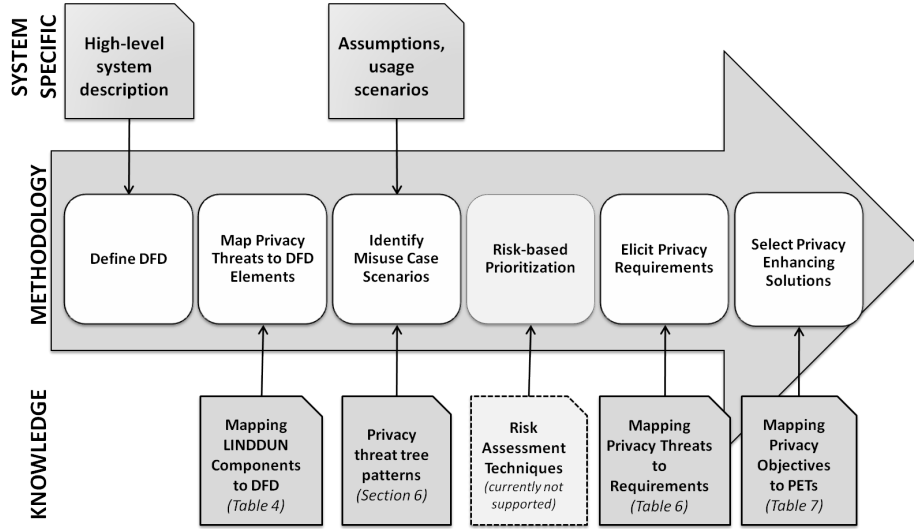 SYSTEM
SPECIFIC
High-level
system
description
Assumptions,
usage
scenarios
METHODOLOGY
Define DFD
Map Privacy
Threats to DFD
Elements
Identify
Misuse Case
Scenarios
Risk-based
Prioritization
Elicit Privacy
Requirements
Select Privacy
Enhancing
Solutions
KNOWLEDGE
Mapping
LINDDUN
Components
to DFD
(Table 4)
Privacy
threat tree
patterns
(Section 6)
Risk
Assessment
Techniques
(currently not
supported)
Mapping
Privacy Threats
to
Requirements
(Table 6)
Mapping
Privacy
Objectives
to PETs
(Table 7)